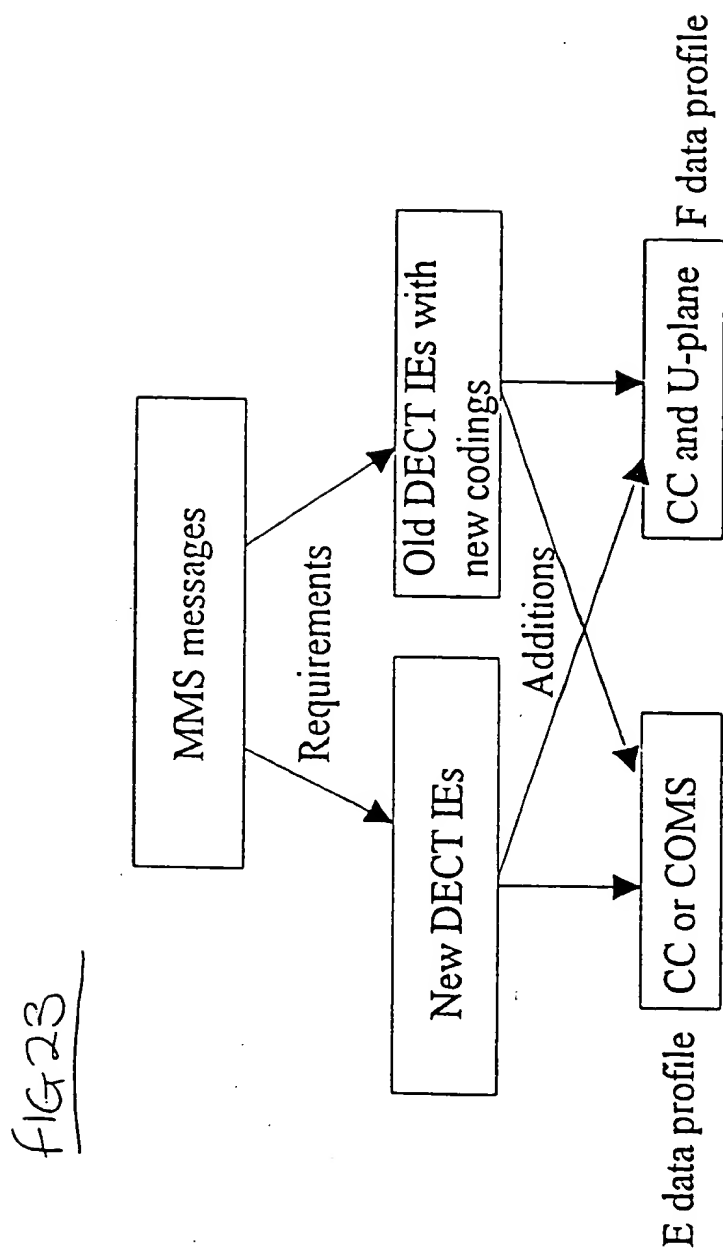 FIG 23
MMS messages
Requirements
New DECT IEs
Old DECT IEs with
new codings
Additions
E data profile
CC or COMS
CC and U-plane
F data profile